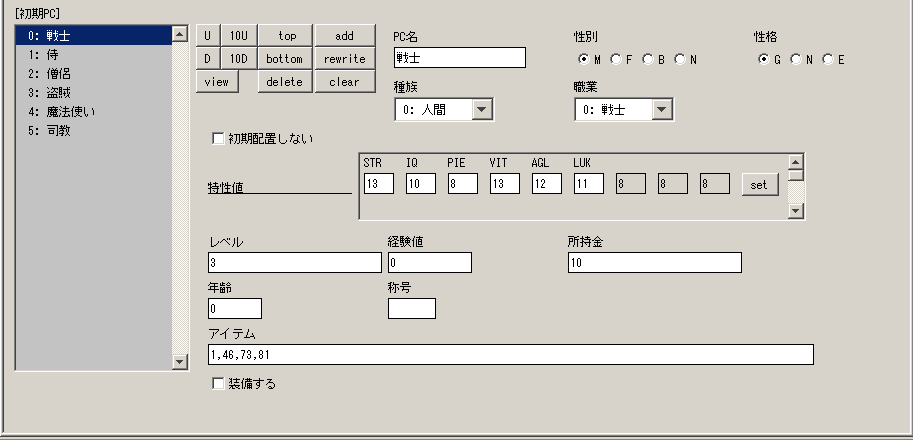 [初期PC]
0: 戦士
1: 侍
2: 僧侶
3: 盗賊
4: 魔法使い
5: 司教
U 10U top add
D 10D bottom rewrite
view delete clear
PC名
戦士
性別
M F B N
性格
G N E
種族
0: 人間
職業
0: 戦士
初期配置しない
特性値
STR IQ PIE VIT AGL LUK
13 10 8 13 12 11 8 8 8 set
レベル 経験値 所持金
3 0 10
年齢 称号
0
アイテム
1,46,73,81
装備する